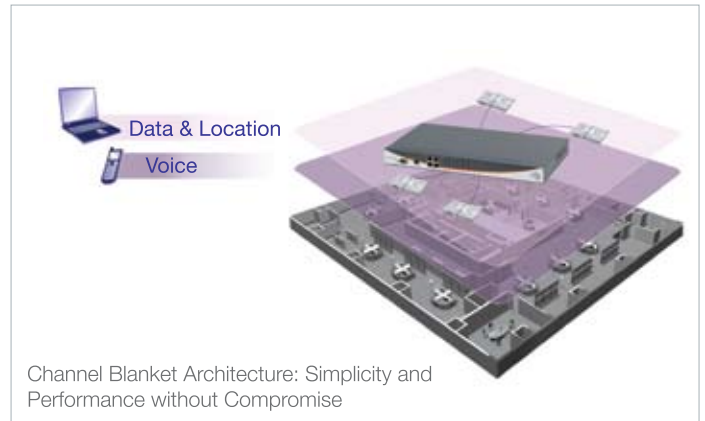 Data & Location
Voice
Channel Blanket Architecture: Simplicity and
Performance without Compromise